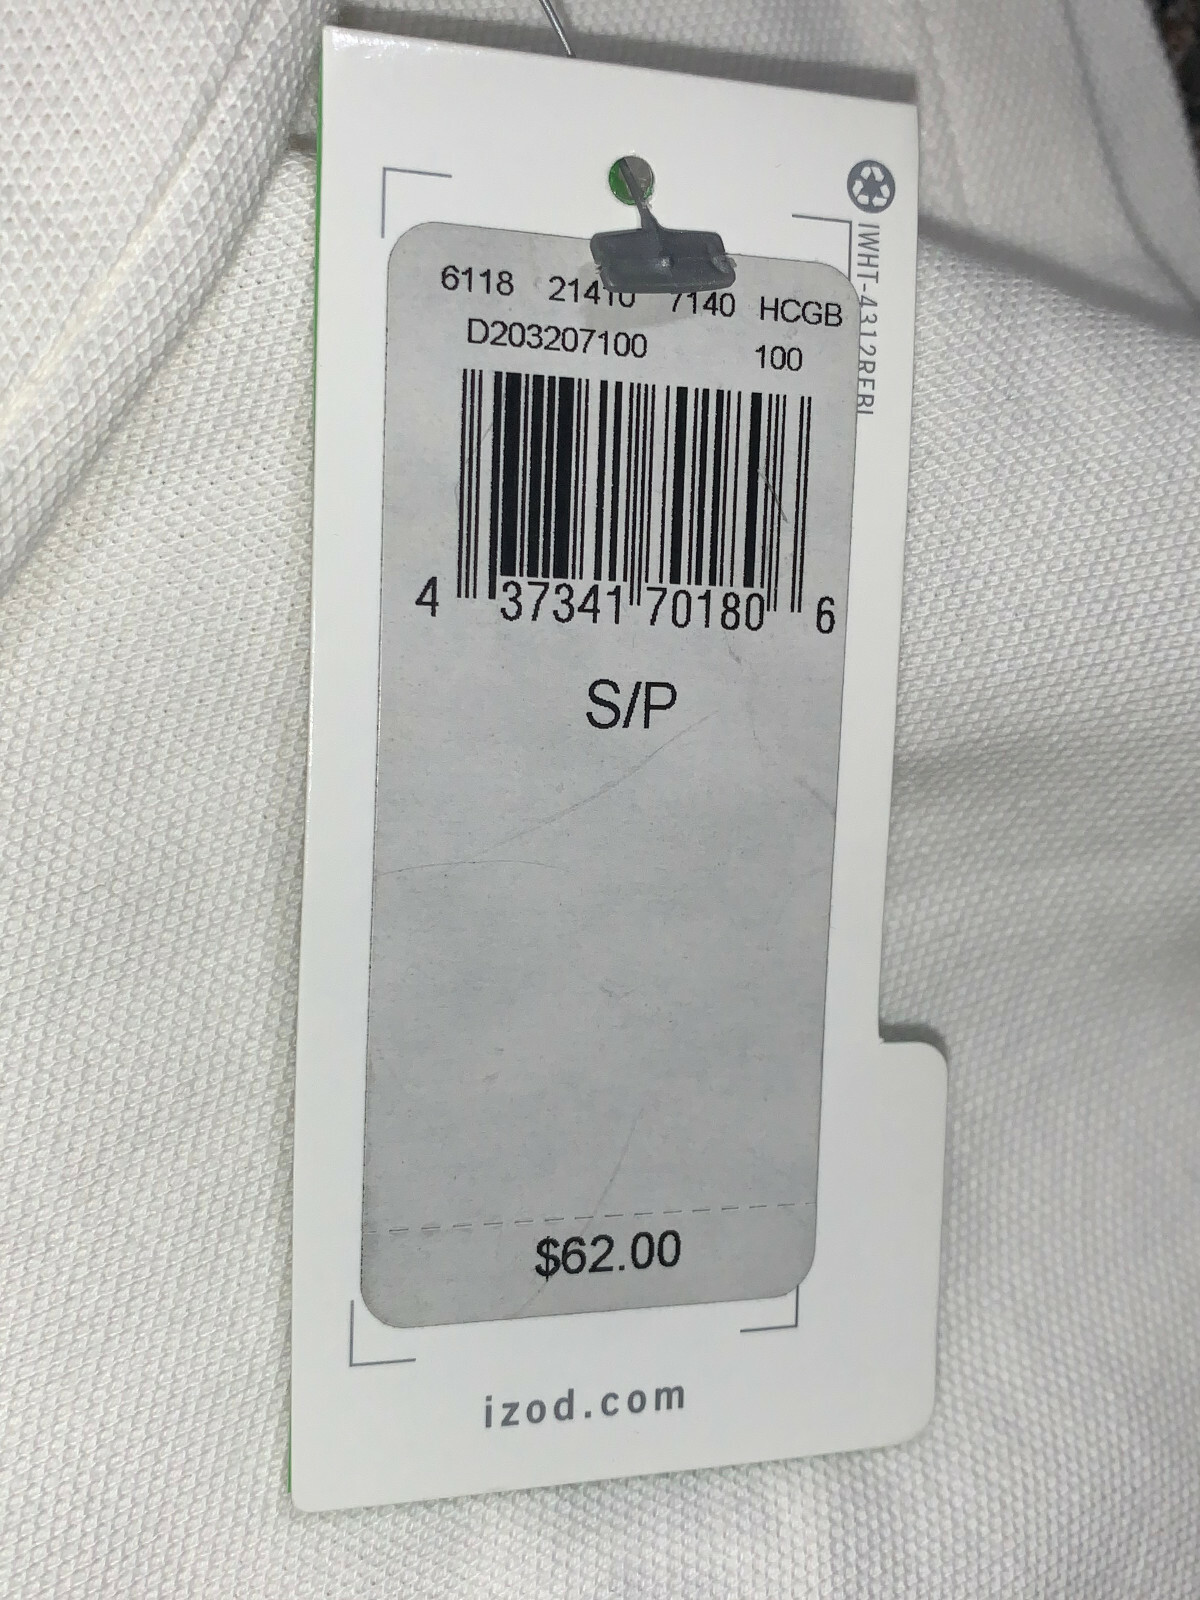 6118 21410 7140 HCGB
D203207100 100
4 37341 70180 6
S/P
$62.00
izod.com
IWHT-4312RFRI